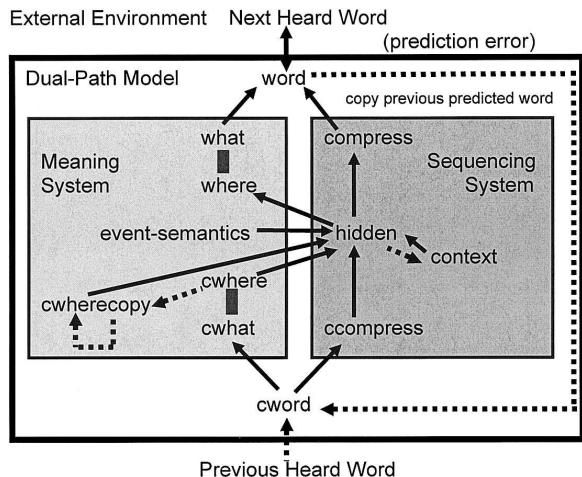 External Environment Next Heard Word
(prediction error)
Dual-Path Model word
copy previous predicted word
what compress
Meaning System
Sequencing System
where
event-semantics hidden
context
cwhere
cwherecopy
cwhat ccompress
cword
Previous Heard Word